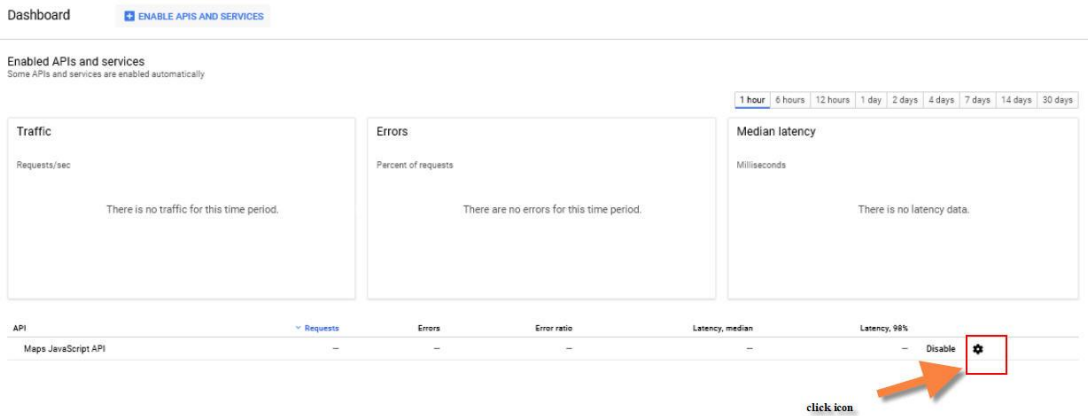 Dashboard
ENABLE APIS AND SERVICES
Enabled APIs and services
Some APIs and services are enabled automatically
1 hour 6 hours 12 hours 1 day 2 days 4 days 7 days 14 days 30 days
Traffic
Requests/sec
There is no traffic for this time period.
Errors
Percent of requests
There are no errors for this time period.
Median latency
Milliseconds
There is no latency data.
API Requests Errors Error ratio Latency, median Latency, 98%
Maps JavaScript API — — — — — Disable
click icon